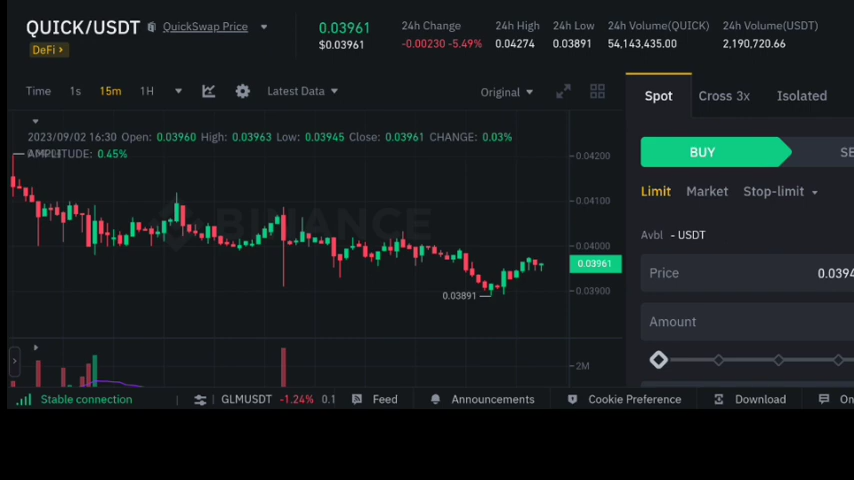 QUICK/USDT QuickSwap Price
DeFi
0.03961
$0.03961
24h Change
-0.00230 -5.49%
24h High
0.04274
24h Low
0.03891
24h Volume(QUICK)
54,143,435.00
24h Volume(USDT)
2,190,720.66
Time 1s 15m 1H Latest Data Original
2023/09/02 16:30 Open: 0.03960 High: 0.03963 Low: 0.03945 Close: 0.03961 CHANGE: 0.03%
AMPLITUDE: 0.45%
BINANCE
0.04200
0.04100
0.04000
0.03961
0.03900
0.03891
2M
Spot Cross 3x Isolated
BUY SE
Limit Market Stop-limit
Avbl - USDT
Price 0.0394
Amount
Stable connection GLMUSDT -1.24% 0.1 Feed Announcements Cookie Preference Download On